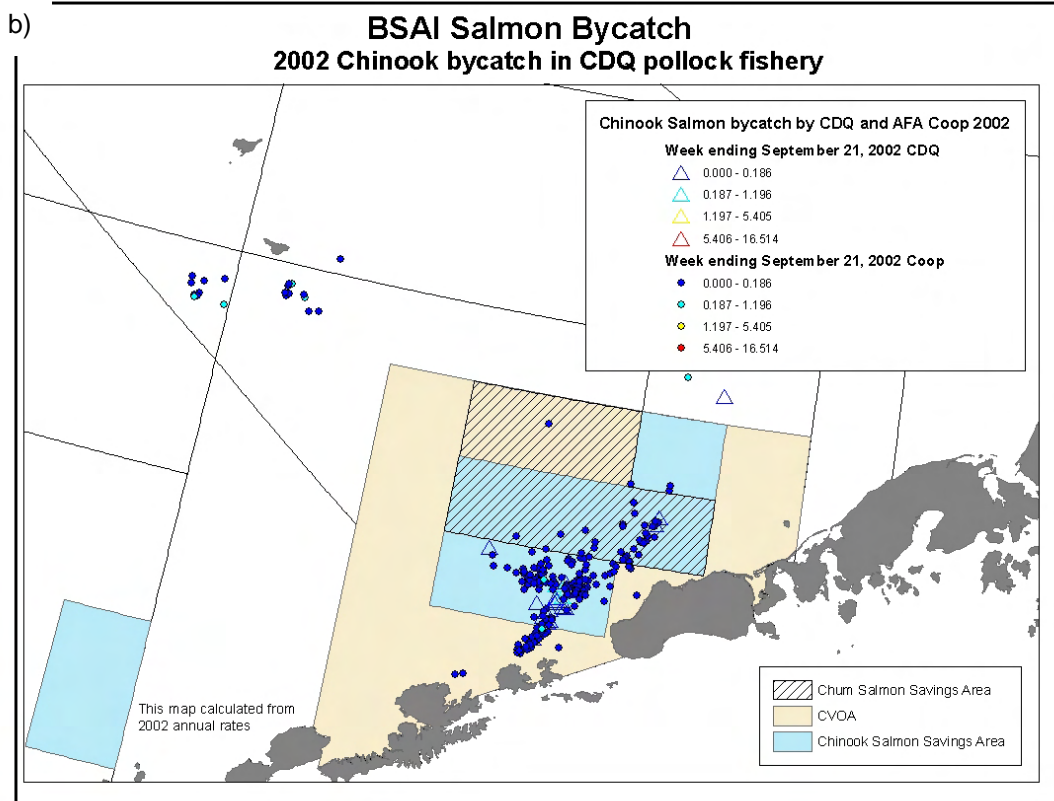 b)
BSAI Salmon Bycatch
2002 Chinook bycatch in CDQ pollock fishery
Chinook Salmon bycatch by CDQ and AFA Coop 2002
Week ending September 21, 2002 CDQ
0.000 - 0.186
0.187 - 1.196
1.197 - 5.405
5.406 - 16.514
Week ending September 21, 2002 Coop
0.000 - 0.186
0.187 - 1.196
1.197 - 5.405
5.406 - 16.514
This map calculated from
2002 annual rates
Chum Salmon Savings Area
CVOA
Chinook Salmon Savings Area